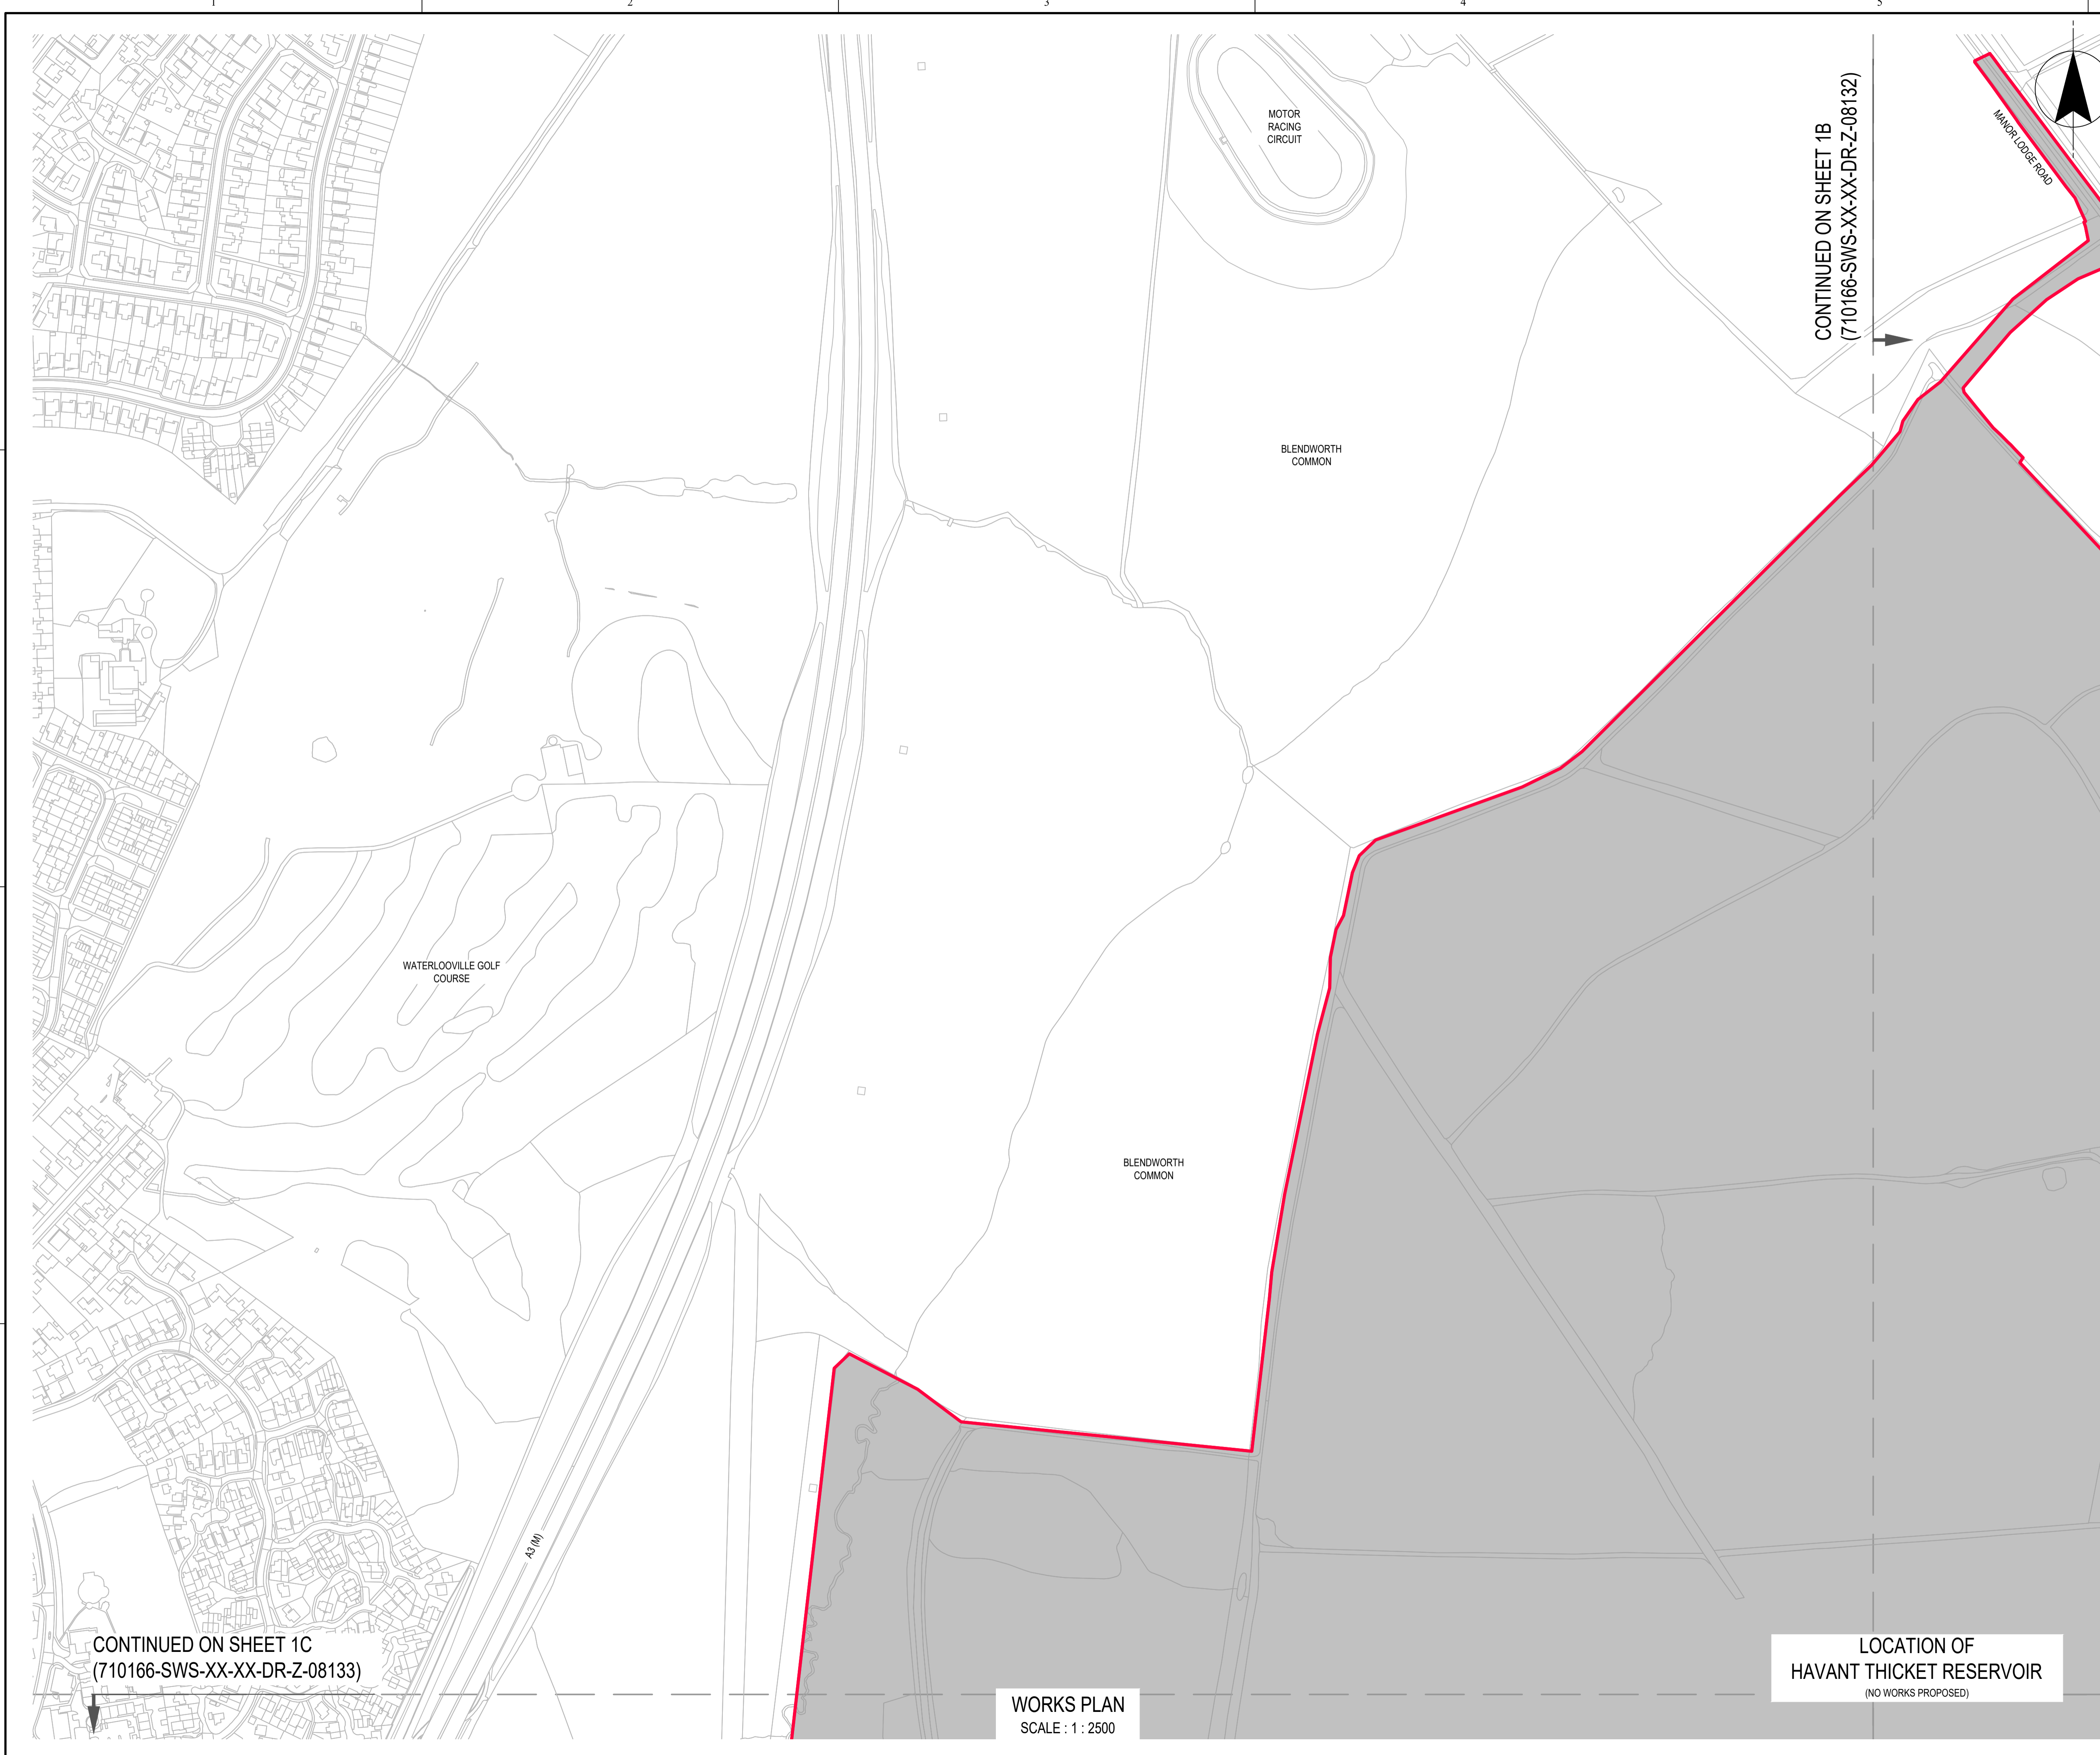 1
2
3
4
5
MOTOR
RACING
CIRCUIT
CONTINUED ON SHEET 1B
(710166-SWS-XX-XX-DR-Z-08132)
MANOR LODGE ROAD
BLENDWORTH
COMMON
WATERLOOVILLE GOLF
COURSE
BLENDWORTH
COMMON
A3 (M)
CONTINUED ON SHEET 1C
(710166-SWS-XX-XX-DR-Z-08133)
LOCATION OF
HAVANT THICKET RESERVOIR
(NO WORKS PROPOSED)
WORKS PLAN
SCALE : 1 : 2500